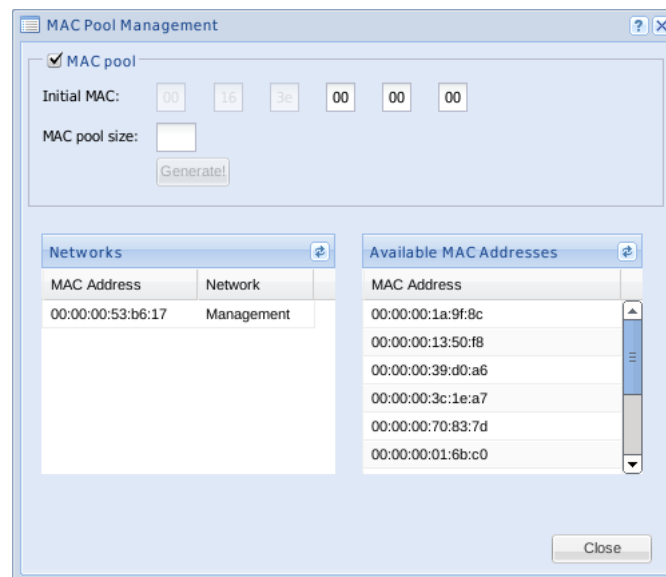 MAC Pool Management
MAC pool
Initial MAC: 00 16 3e 00 00 00
MAC pool size:
Generate!
Networks
MAC Address Network
00:00:00:53:b6:17 Management
Available MAC Addresses
MAC Address
00:00:00:1a:9f:8c
00:00:00:13:50:f8
00:00:00:39:d0:a6
00:00:00:3c:1e:a7
00:00:00:70:83:7d
00:00:00:01:6b:c0
Close